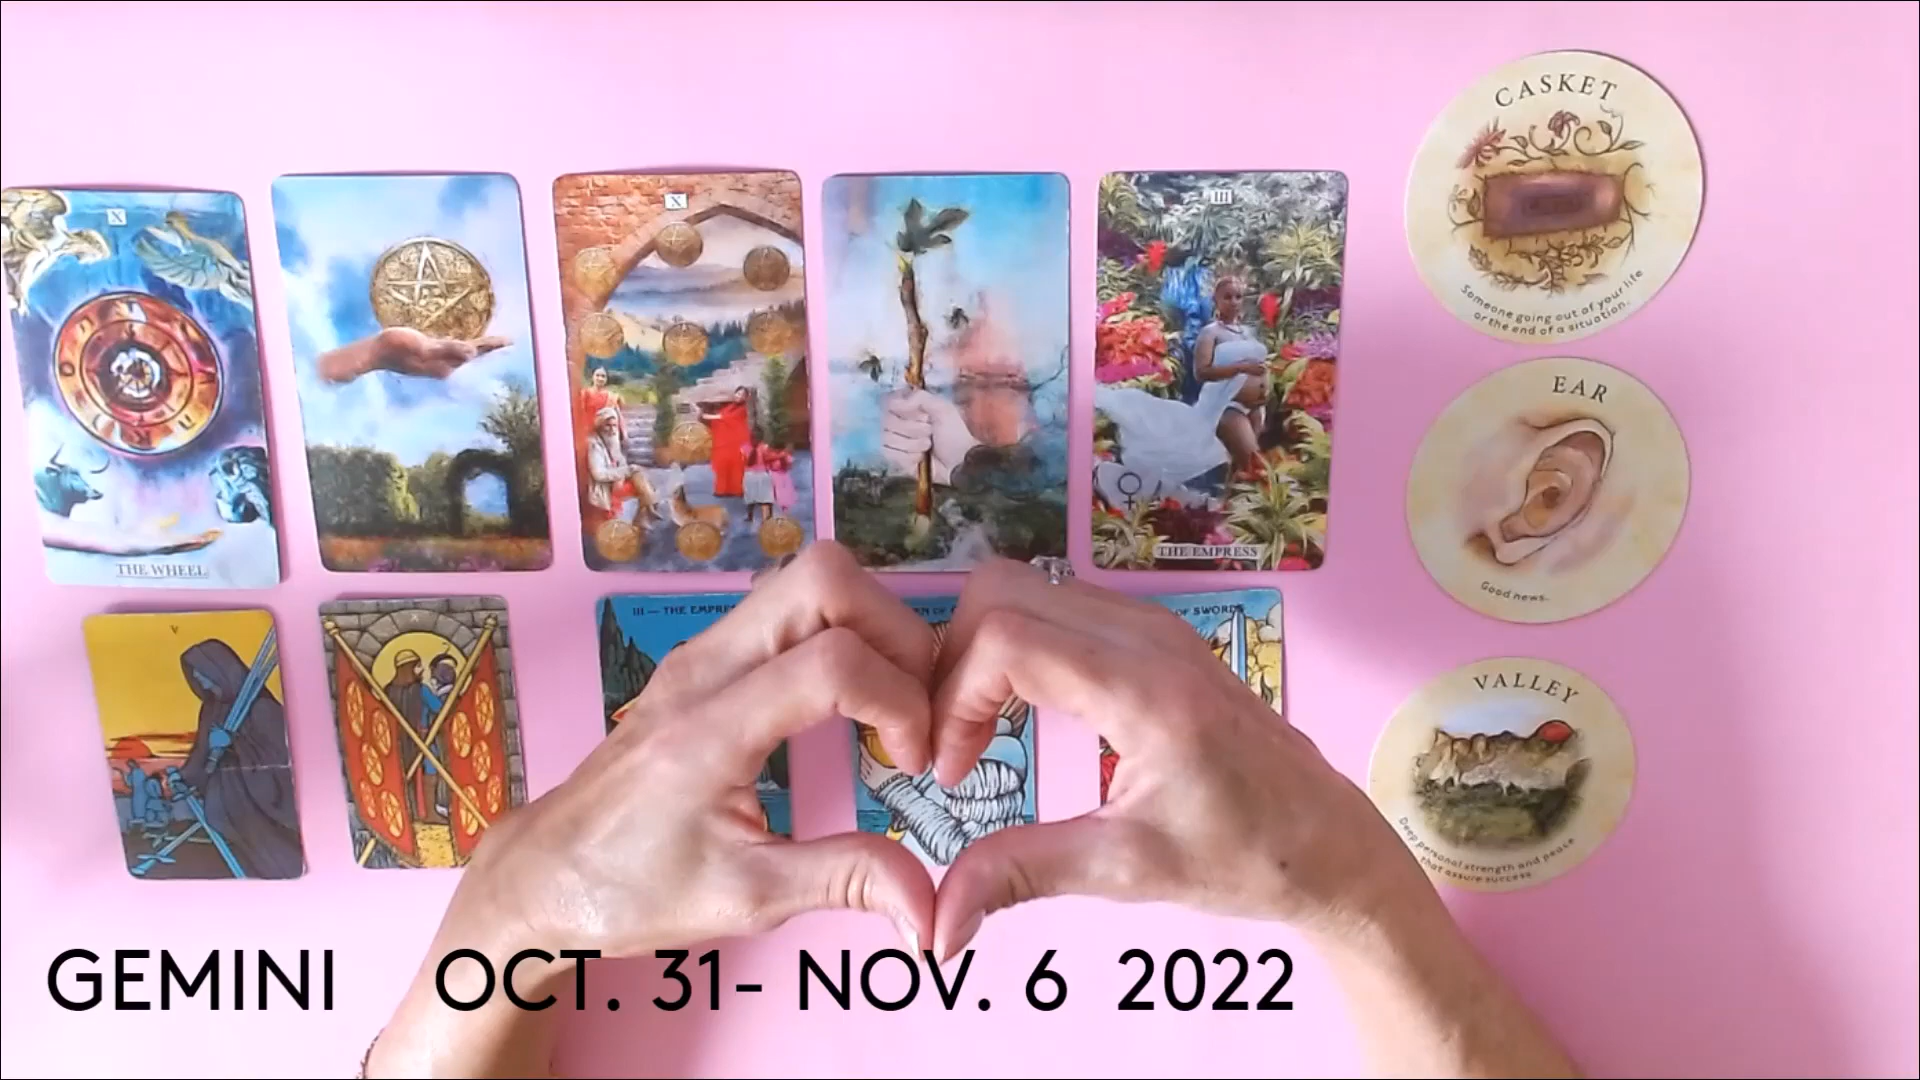 X
THE WHEEL
X
III
THE EMPRESS
CASKET
Someone going out of your life
or the end of a situation.
EAR
Good news.
V
X
III — THE EMPRE
OF SWORDS
VALLEY
Deep personal strength and peace
that assure success.
GEMINI OCT. 31- NOV. 6 2022